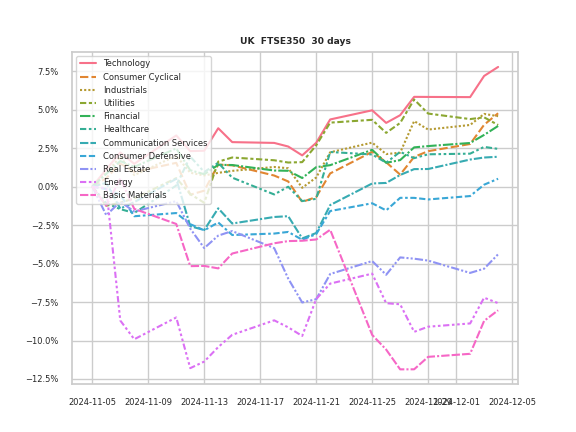 UK  FTSE350  30 days
7.5%
5.0%
2.5%
0.0%
−2.5%
−5.0%
−7.5%
−10.0%
−12.5%
Technology
Consumer Cyclical
Industrials
Utilities
Financial
Healthcare
Communication Services
Consumer Defensive
Real Estate
Energy
Basic Materials
2024-11-05 2024-11-09 2024-11-13 2024-11-17 2024-11-21 2024-11-25 2024-11-29 2024-12-01 2024-12-05